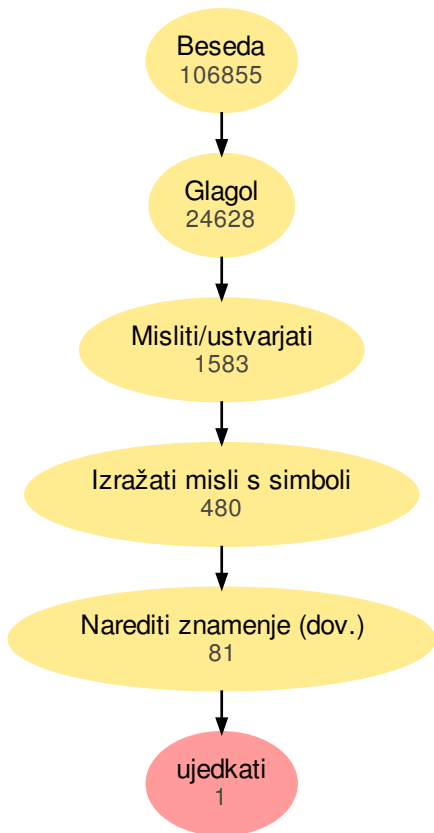 Beseda
106855
Glagol
24628
Misliti/ustvarjati
1583
Izražati misli s simboli
480
Narediti znamenje (dov.)
81
ujedkati
1